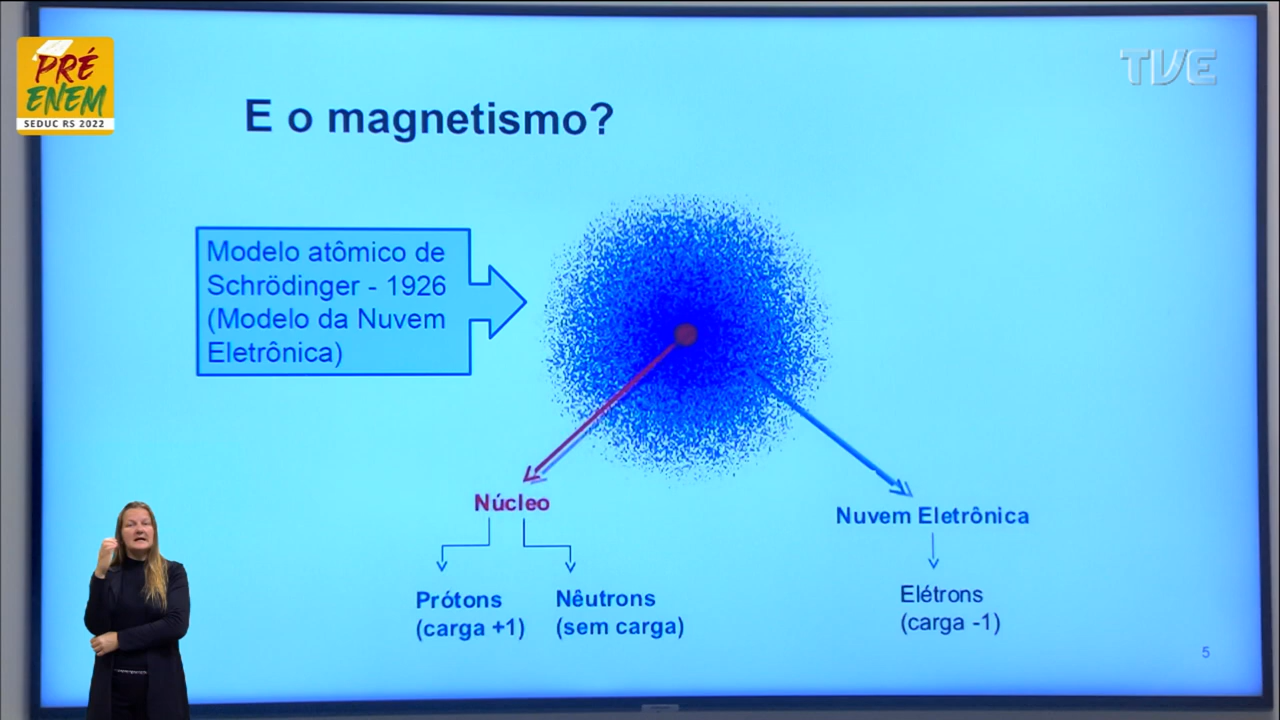 PRÉ
ENEM
SEDUC RS 2022
TVE
E o magnetismo?
Modelo atômico de
Schrödinger - 1926
(Modelo da Nuvem
Eletrônica)
Núcleo
Nuvem Eletrônica
Prótons
(carga +1)
Nêutrons
(sem carga)
Elétrons
(carga -1)
5